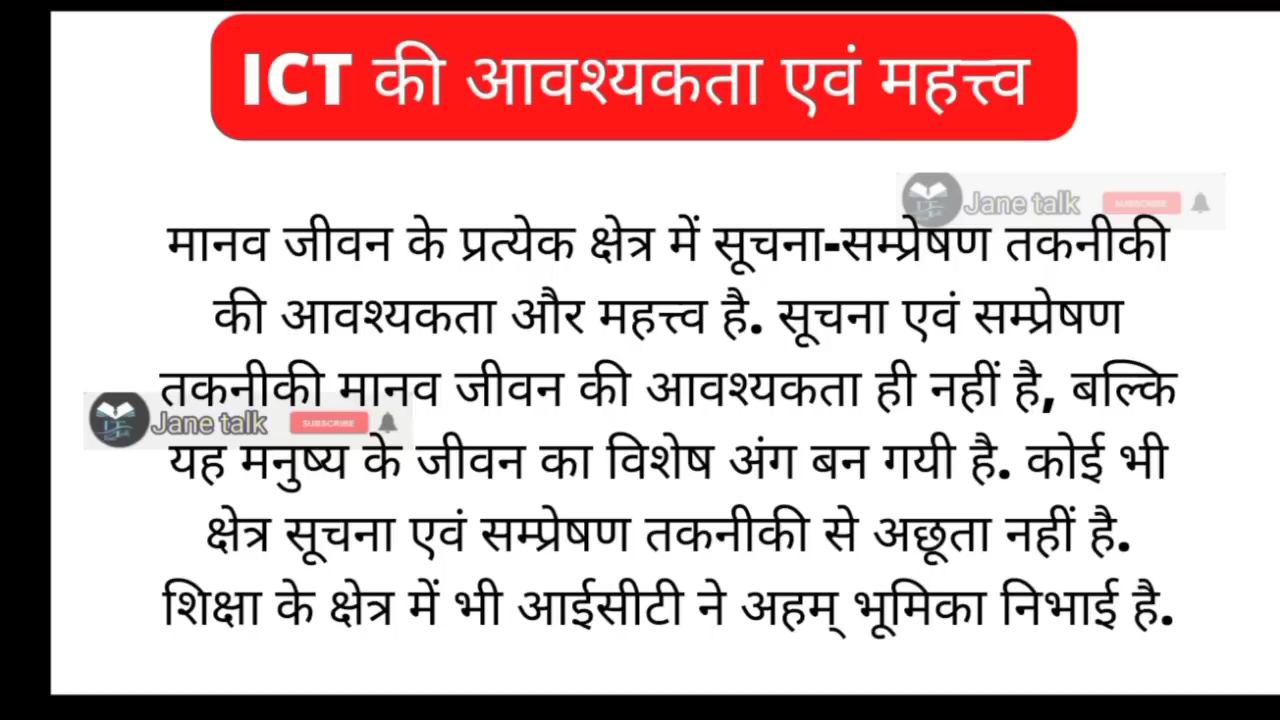 ICT की आवश्यकता एवं महत्त्व
Jane talk SUBSCRIBE
मानव जीवन के प्रत्येक क्षेत्र में सूचना-सम्प्रेषण तकनीकी
की आवश्यकता और महत्त्व है. सूचना एवं सम्प्रेषण
तकनीकी मानव जीवन की आवश्यकता ही नहीं है, बल्कि
Jane talk SUBSCRIBE
यह मनुष्य के जीवन का विशेष अंग बन गयी है. कोई भी
क्षेत्र सूचना एवं सम्प्रेषण तकनीकी से अछूता नहीं है.
शिक्षा के क्षेत्र में भी आईसीटी ने अहम् भूमिका निभाई है.